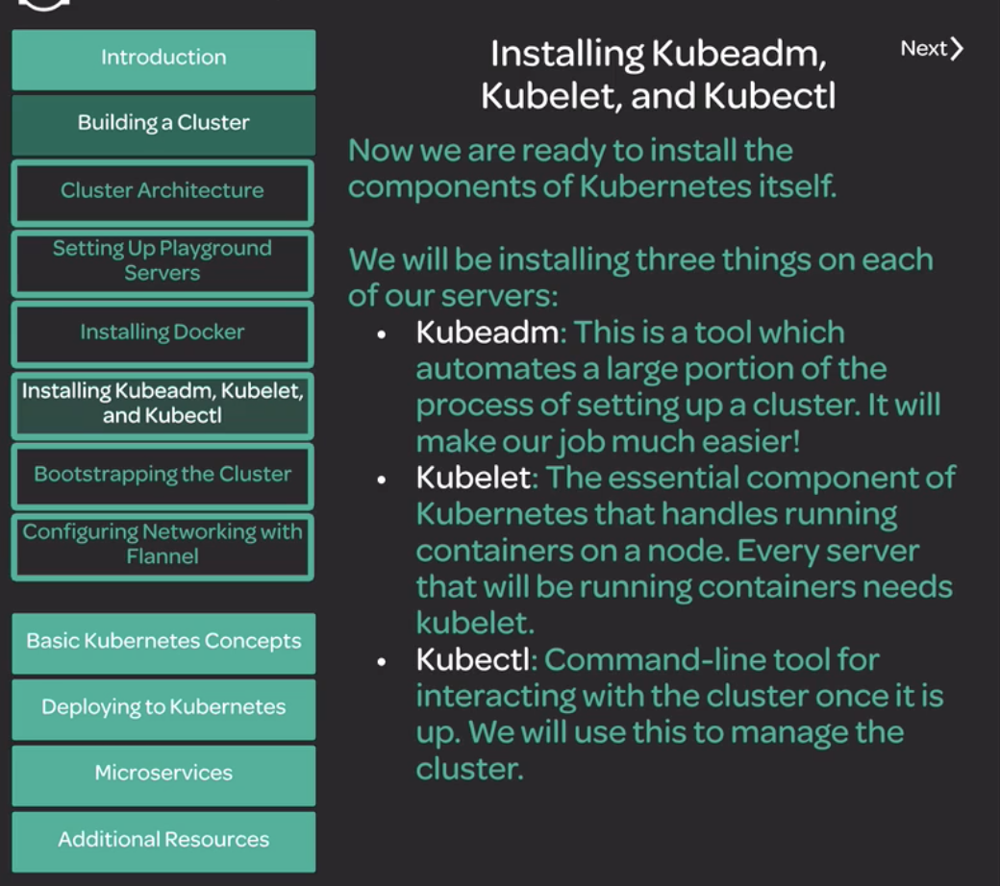 Introduction
Building a Cluster
Cluster Architecture
Setting Up Playground
Servers
Installing Docker
Installing Kubeadm, Kubelet,
and Kubectl
Bootstrapping the Cluster
Configuring Networking with
Flannel
Basic Kubernetes Concepts
Deploying to Kubernetes
Microservices
Additional Resources
Installing Kubeadm,
Kubelet, and Kubectl
Next❯
Now we are ready to install the
components of Kubernetes itself.
We will be installing three things on each
of our servers:
• Kubeadm: This is a tool which
automates a large portion of the
process of setting up a cluster. It will
make our job much easier!
• Kubelet: The essential component of
Kubernetes that handles running
containers on a node. Every server
that will be running containers needs
kubelet.
• Kubectl: Command-line tool for
interacting with the cluster once it is
up. We will use this to manage the
cluster.